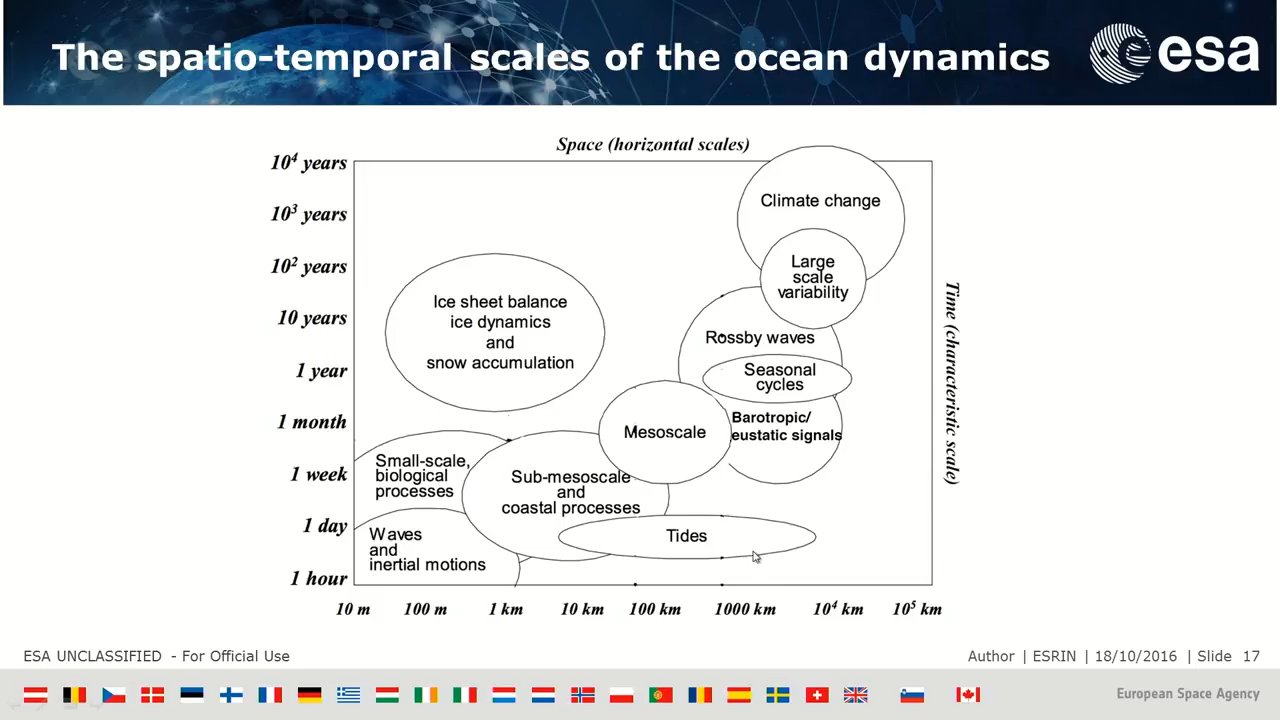 The spatio-temporal scales of the ocean dynamics
esa
Space (horizontal scales)
10⁴ years
10³ years
10² years
10 years
1 year
1 month
1 week
1 day
1 hour
Climate change
Large
scale
variability
Ice sheet balance
ice dynamics
and
snow accumulation
Rossby waves
Seasonal
cycles
Barotropic/
eustatic signals
Mesoscale
Small-scale,
biological
processes
Sub-mesoscale
and
coastal processes
Waves
and
inertial motions
Tides
Time (characteristic scale)
10 m
100 m
1 km
10 km
100 km
1000 km
10⁴ km
10⁵ km
ESA UNCLASSIFIED - For Official Use
Author | ESRIN | 18/10/2016 | Slide 17
European Space Agency